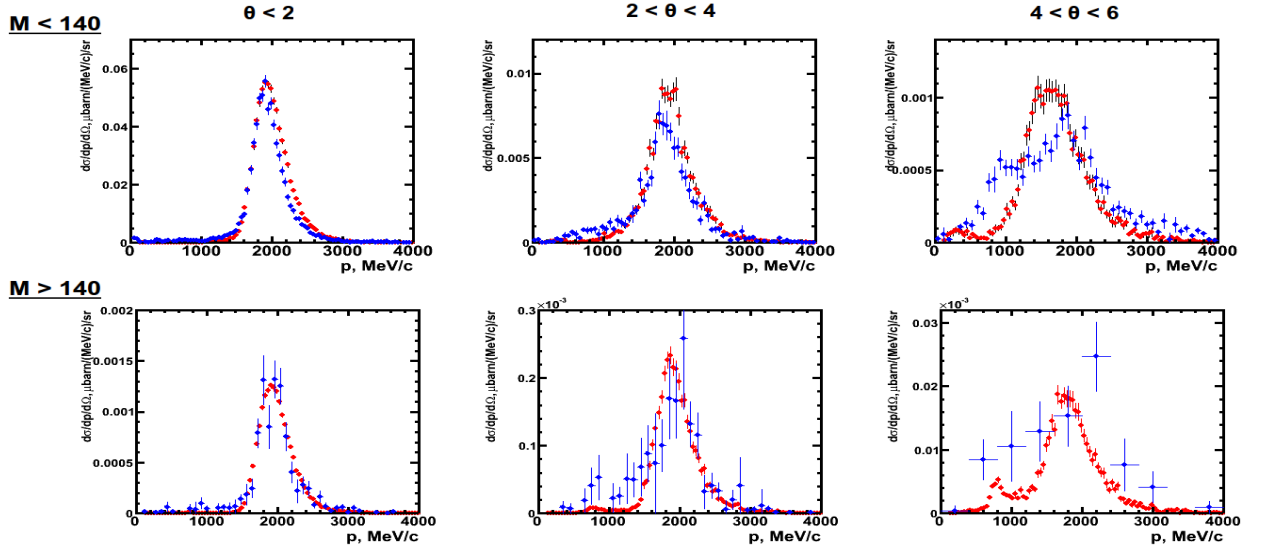 θ < 2
2 < θ < 4
4 < θ < 6
M < 140
dσ/dp/dΩ, μbarn/(MeV/c)/sr
0.06
0.04
0.02
0
0 1000 2000 3000 4000
p, MeV/c
dσ/dp/dΩ, μbarn/(MeV/c)/sr
0.01
0.005
0
0 1000 2000 3000 4000
p, MeV/c
dσ/dp/dΩ, μbarn/(MeV/c)/sr
0.001
0.0005
0
0 1000 2000 3000 4000
p, MeV/c
M > 140
dσ/dp/dΩ, μbarn/(MeV/c)/sr
0.002
0.0015
0.001
0.0005
0
0 1000 2000 3000 4000
p, MeV/c
×10⁻³
dσ/dp/dΩ, μbarn/(MeV/c)/sr
0.3
0.2
0.1
0
0 1000 2000 3000 4000
p, MeV/c
×10⁻³
dσ/dp/dΩ, μbarn/(MeV/c)/sr
0.03
0.02
0.01
0
0 1000 2000 3000 4000
p, MeV/c